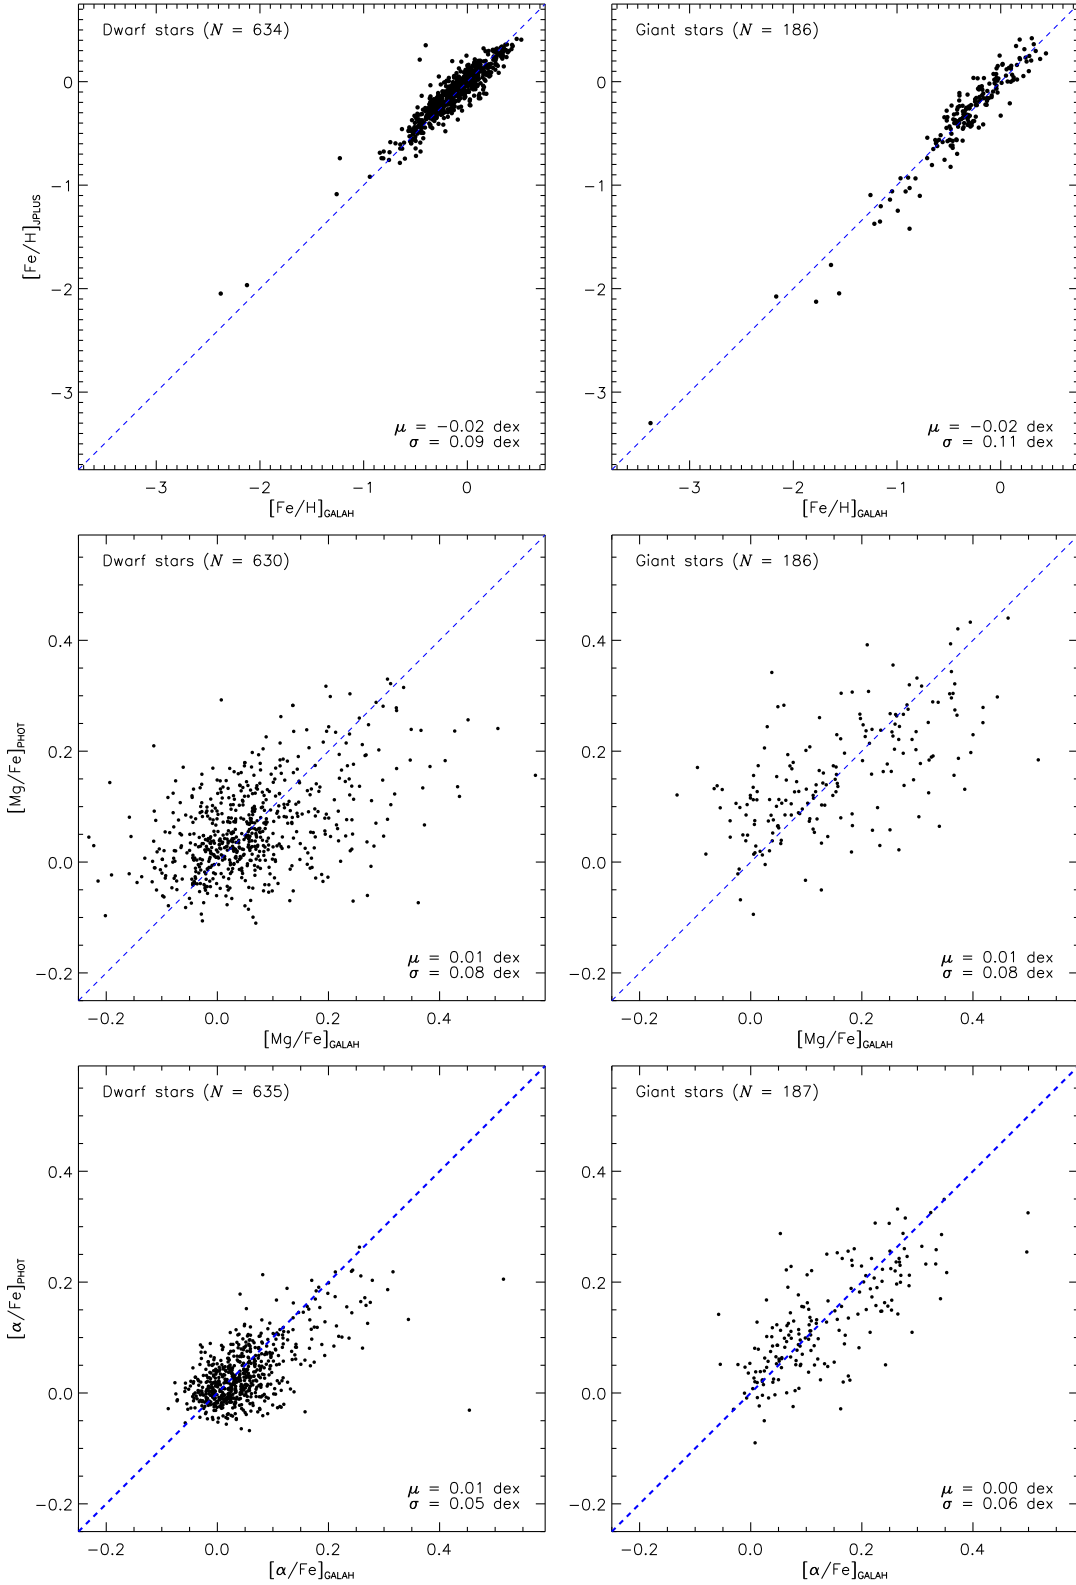 Dwarf stars (N = 634)
0
−1
−2
−3
[Fe/H]JPLUS
μ = −0.02 dex
σ = 0.09 dex
−3 −2 −1 0
[Fe/H]GALAH
Giant stars (N = 186)
μ = −0.02 dex
σ = 0.11 dex
−3 −2 −1 0
[Fe/H]GALAH
Dwarf stars (N = 630)
0.4
0.2
0.0
−0.2
[Mg/Fe]PHOT
μ = 0.01 dex
σ = 0.08 dex
−0.2 0.0 0.2 0.4
[Mg/Fe]GALAH
Giant stars (N = 186)
0.4
0.2
0.0
−0.2
μ = 0.01 dex
σ = 0.08 dex
−0.2 0.0 0.2 0.4
[Mg/Fe]GALAH
Dwarf stars (N = 635)
0.4
0.2
0.0
−0.2
[α/Fe]PHOT
μ = 0.01 dex
σ = 0.05 dex
−0.2 0.0 0.2 0.4
[α/Fe]GALAH
Giant stars (N = 187)
0.4
0.2
0.0
−0.2
μ = 0.00 dex
σ = 0.06 dex
−0.2 0.0 0.2 0.4
[α/Fe]GALAH
0
−1
−2
−3